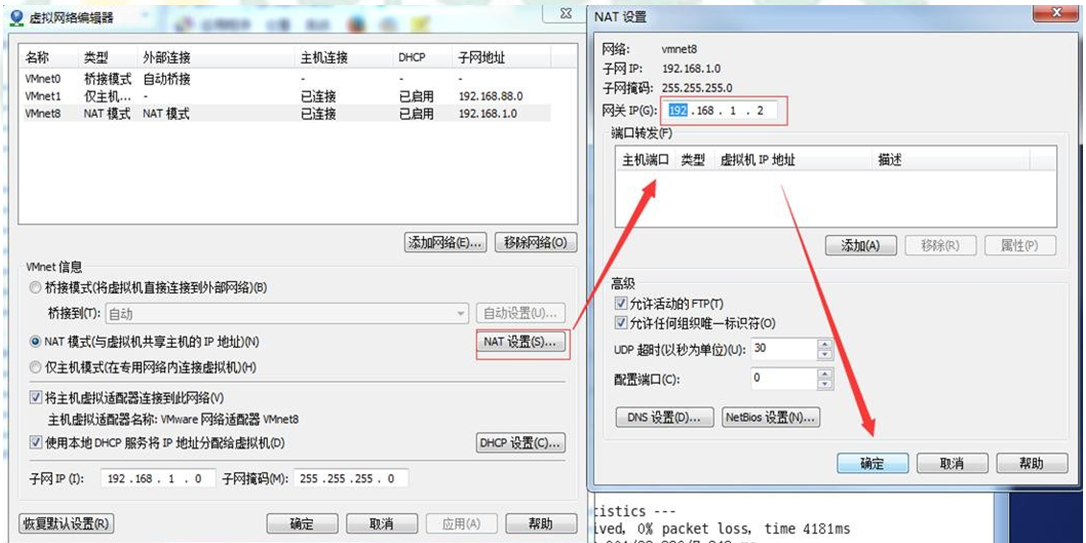 虚拟网络编辑器
名称 类型 外部连接 主机连接 DHCP 子网地址
VMnet0 桥接模式 自动桥接 - - -
VMnet1 仅主机... - 已连接 已启用 192.168.88.0
VMnet8 NAT 模式 NAT 模式 已连接 已启用 192.168.1.0
添加网络(E)... 移除网络(O)
VMnet 信息
桥接模式(将虚拟机直接连接到外部网络)(B)
桥接到(T): 自动 自动设置(U)...
NAT 模式(与虚拟机共享主机的 IP 地址)(N) NAT 设置(S)...
仅主机模式(在专用网络内连接虚拟机)(H)
将主机虚拟适配器连接到此网络(V)
主机虚拟适配器名称: VMware 网络适配器 VMnet8
使用本地 DHCP 服务将 IP 地址分配给虚拟机(D) DHCP 设置(C)...
子网 IP (I): 192 .168 . 1 . 0 子网掩码(M): 255 .255 .255 . 0
恢复默认设置(R) 确定 取消 应用(A) 帮助
NAT 设置
网络: vmnet8
子网 IP: 192.168.1.0
子网掩码: 255.255.255.0
网关 IP(G): 192 .168 . 1 . 2
端口转发(F)
主机端口 类型 虚拟机 IP 地址 描述
添加(A) 移除(R) 属性(P)
高级
允许活动的 FTP(T)
允许任何组织唯一标识符(O)
UDP 超时(以秒为单位)(U): 30
配置端口(C): 0
DNS 设置(D)... NetBios 设置(N)...
确定 取消 帮助
tistics ---
ived, 0% packet loss, time 4181ms